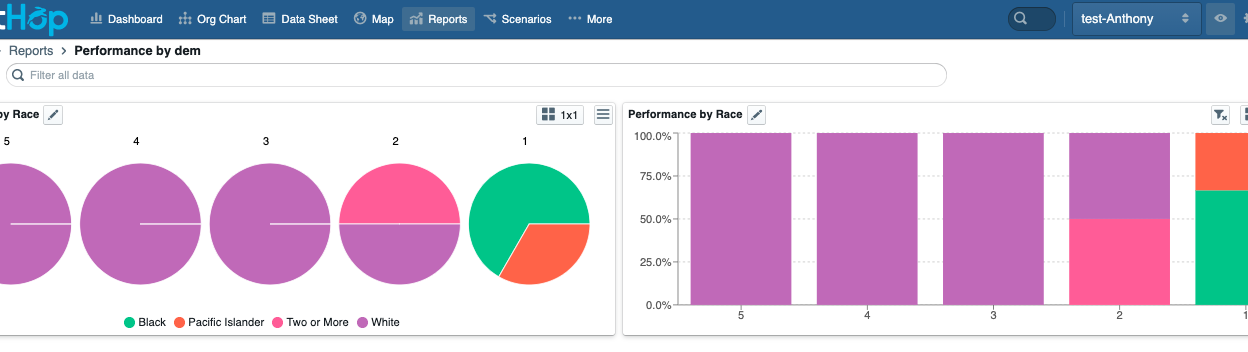 tHop Dashboard Org Chart Data Sheet Map Reports Scenarios More test-Anthony
Reports > Performance by dem
Filter all data
by Race 1x1
5 4 3 2 1
Black Pacific Islander Two or More White
Performance by Race
100.0%
75.0%
50.0%
25.0%
0.0%
5 4 3 2 1